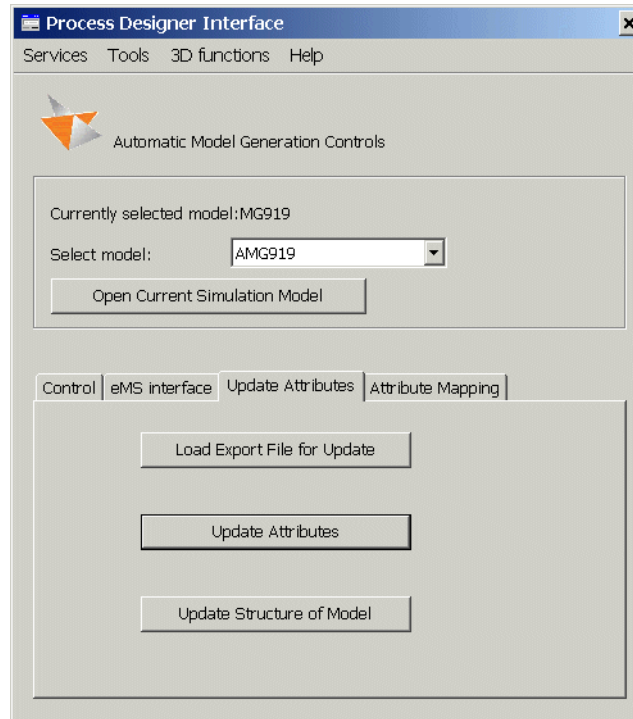 Process Designer Interface
Services Tools 3D functions Help
Automatic Model Generation Controls
Currently selected model:MG919
Select model: AMG919
Open Current Simulation Model
Control eMS interface Update Attributes Attribute Mapping
Load Export File for Update
Update Attributes
Update Structure of Model